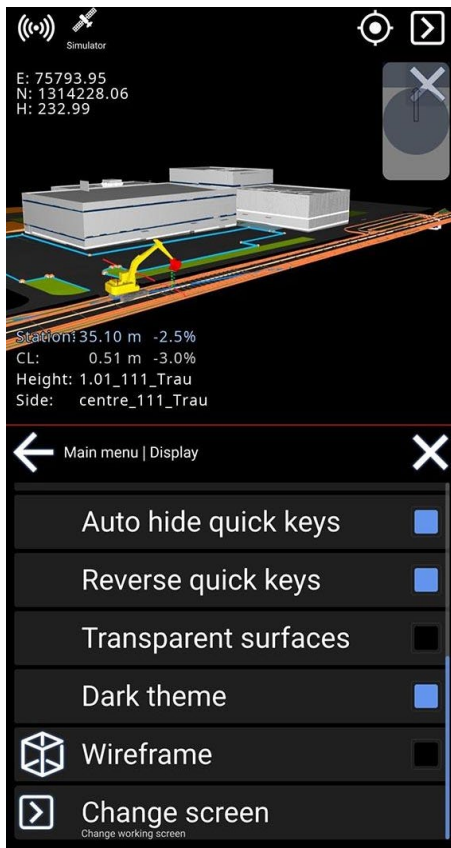 Simulator
E: 75793.95
N: 1314228.06
H: 232.99
Station: 35.10 m -2.5%
CL: 0.51 m -3.0%
Height: 1.01_111_Trau
Side: centre_111_Trau
Main menu | Display
Auto hide quick keys
Reverse quick keys
Transparent surfaces
Dark theme
Wireframe
Change screen
Change working screen